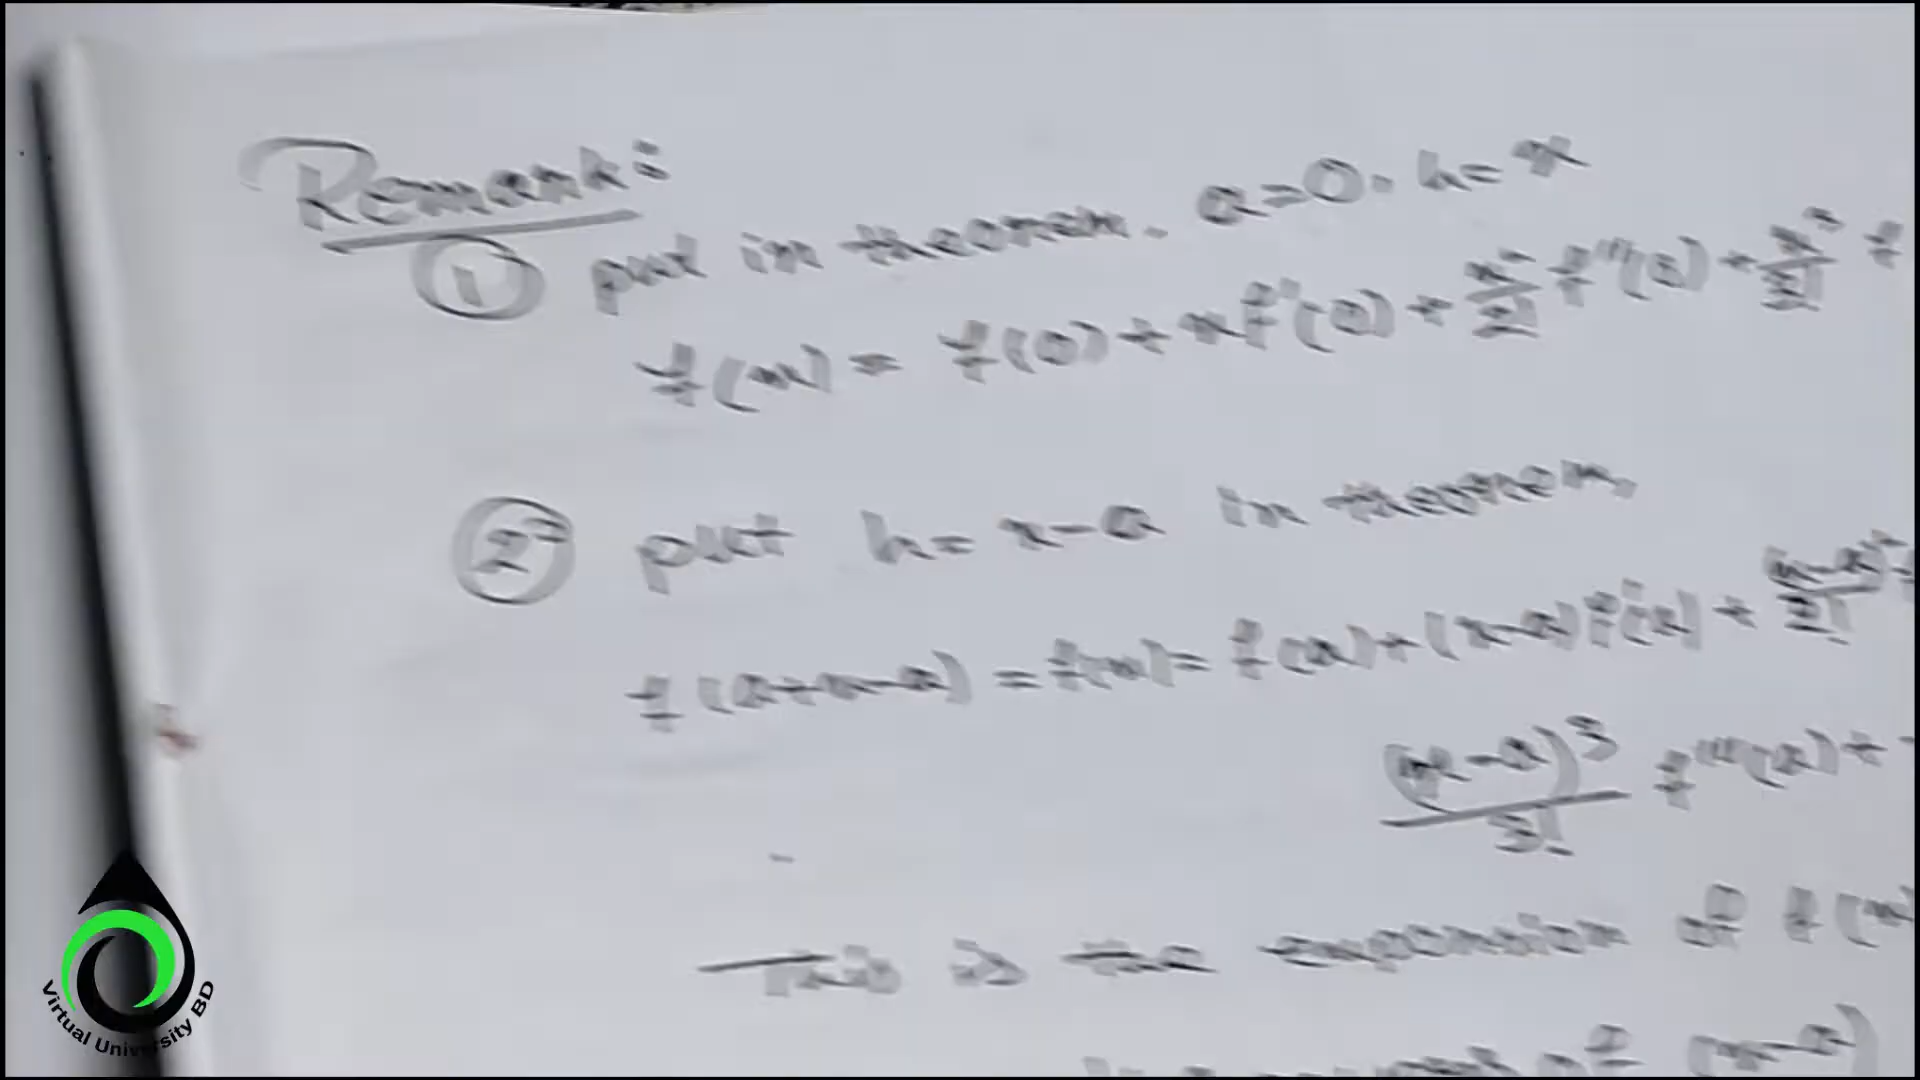 Remark:
① put in theorem. a=0. h=x
f(x) = f(0)+xf'(0)+x²/2! f''(0)+x³/3! f
② put h= x-a in theorem,
f(a+x-a) = f(x)= f(a)+(x-a)f'(a)+(x-a)²/2!
(x-a)³/3! f'''(a)+
This is the expansion of f(x)
of (x-a)
Virtual University BD